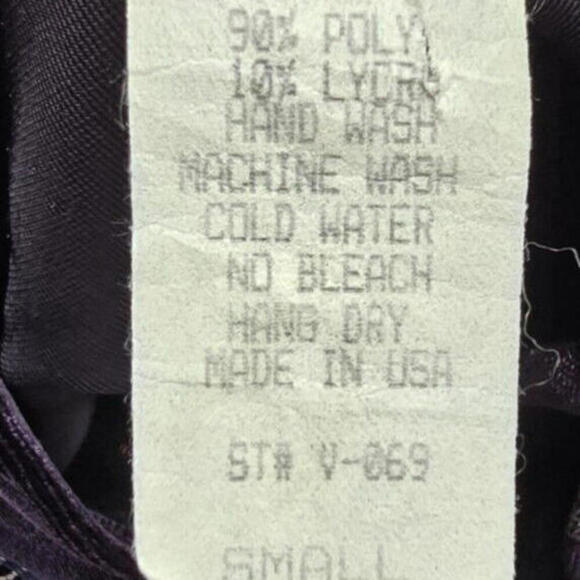 90% POLY
10% LYCRA
HAND WASH
MACHINE WASH
COLD WATER
NO BLEACH
HANG DRY
MADE IN USA
ST# V-069
SMALL